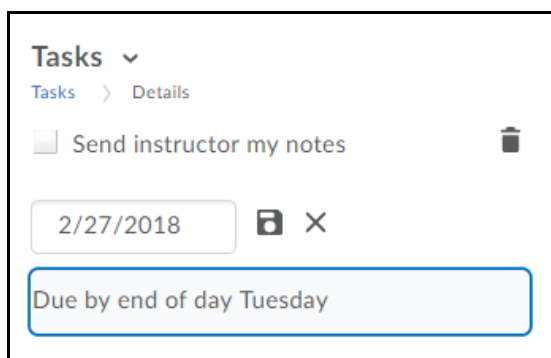 Tasks
Tasks > Details
Send instructor my notes
2/27/2018
Due by end of day Tuesday